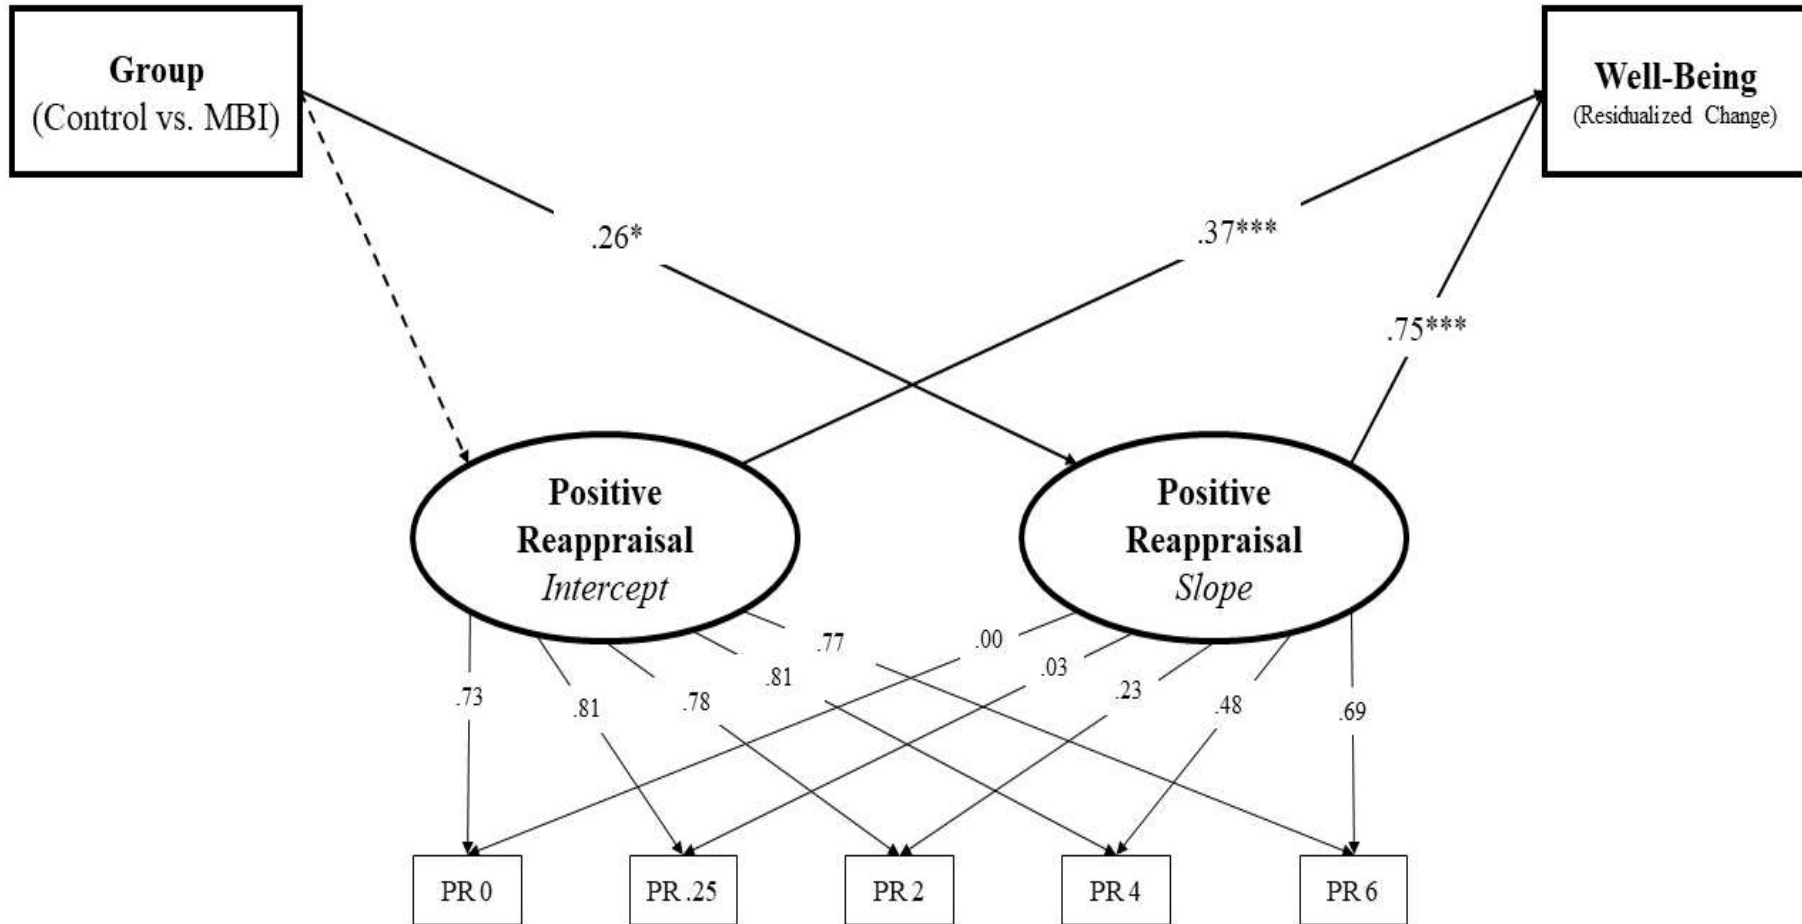 Group
(Control vs. MBI)
Well-Being
(Residualized Change)
.26*
.37***
.75***
Positive
Reappraisal
Intercept
Positive
Reappraisal
Slope
.73
.81
.78
.81
.77
.00
.03
.23
.48
.69
PR 0
PR .25
PR 2
PR 4
PR 6